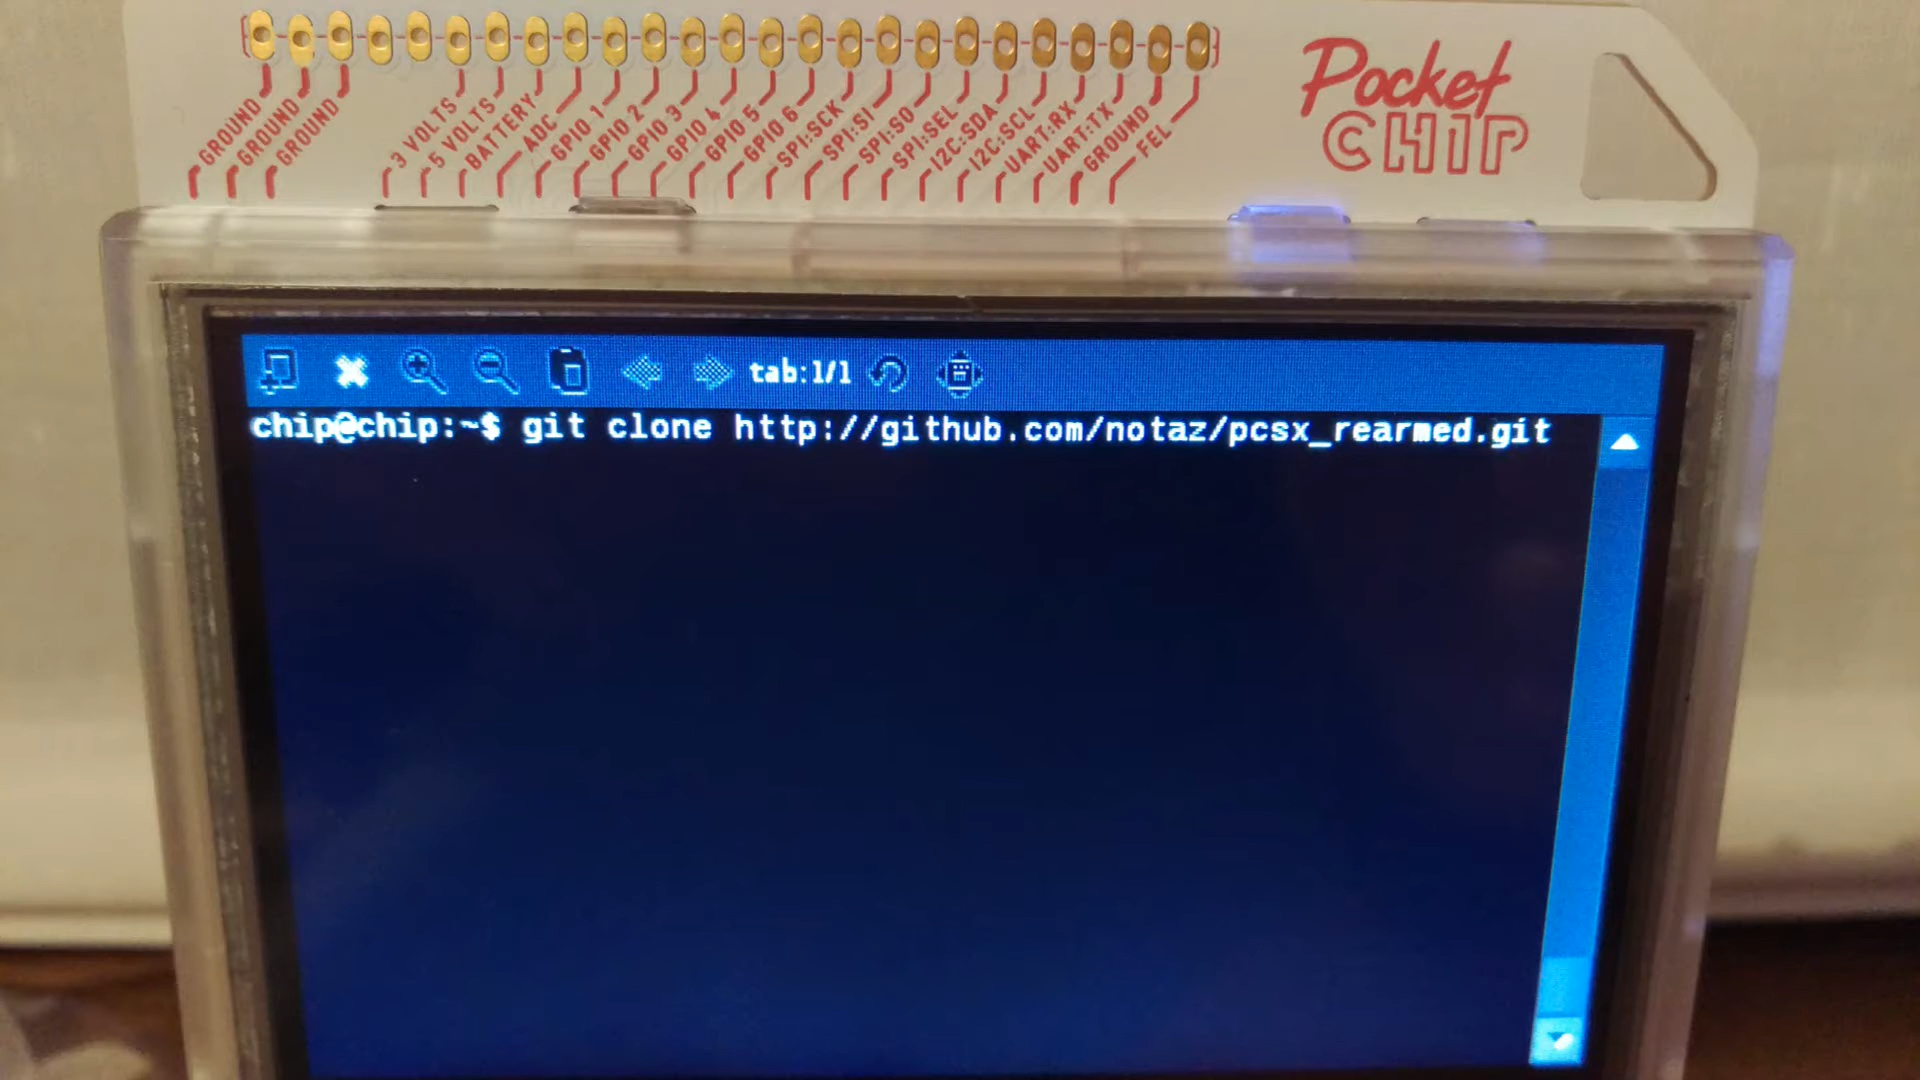 GROUND
GROUND
GROUND
3 VOLTS
5 VOLTS
BATTERY
ADC
GPIO 1
GPIO 2
GPIO 3
GPIO 4
GPIO 5
GPIO 6
SPI:SCK
SPI:SI
SPI:SO
SPI:SEL
I2C:SDA
I2C:SCL
UART:RX
UART:TX
GROUND
FEL
Pocket
CHIP
tab:1/1
chip@chip:~$ git clone http://github.com/notaz/pcsx_rearmed.git